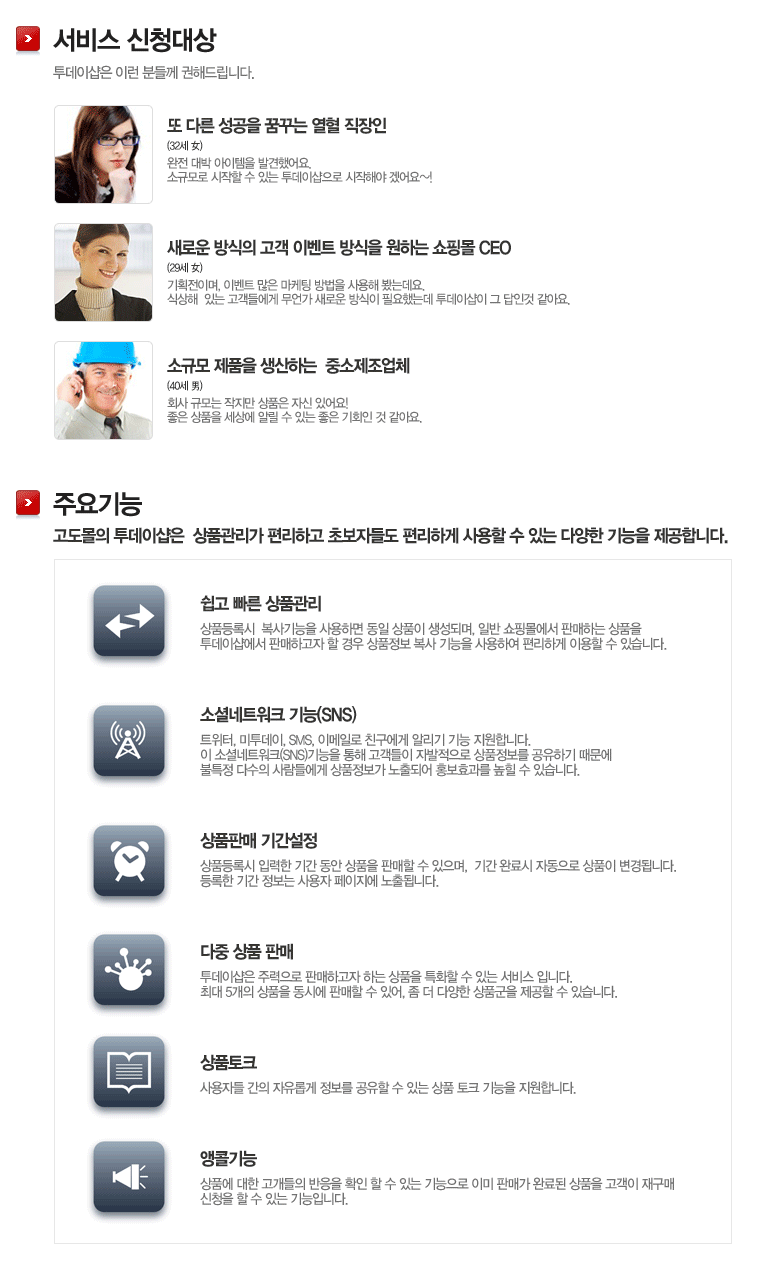 서비스 신청대상
투데이샵은 이런 분들께 권해드립니다.
또 다른 성공을 꿈꾸는 열혈 직장인
(32세 女)
완전 대박 아이템을 발견했어요.
소규모로 시작할 수 있는 투데이샵으로 시작해야 겠어요~!
새로운 방식의 고객 이벤트 방식을 원하는 쇼핑몰 CEO
(29세 女)
기획전이며, 이벤트 많은 마케팅 방법을 사용해 봤는데요.
식상해 있는 고객들에게 무언가 새로운 방식이 필요했는데 투데이샵이 그 답인것 같아요.
소규모 제품을 생산하는 중소제조업체
(40세 男)
회사 규모는 작지만 상품은 자신 있어요!
좋은 상품을 세상에 알릴 수 있는 좋은 기회인 것 같아요.
주요기능
고도몰의 투데이샵은 상품관리가 편리하고 초보자들도 편리하게 사용할 수 있는 다양한 기능을 제공합니다.
쉽고 빠른 상품관리
상품등록시 복사기능을 사용하면 동일 상품이 생성되며, 일반 쇼핑몰에서 판매하는 상품을
투데이샵에서 판매하고자 할 경우 상품정보 복사 기능을 사용하여 편리하게 이용할 수 있습니다.
소셜네트워크 기능(SNS)
트위터, 미투데이, SMS, 이메일로 친구에게 알리기 기능 지원합니다.
이 소셜네트워크(SNS)기능을 통해 고객들이 자발적으로 상품정보를 공유하기 때문에
불특정 다수의 사람들에게 상품정보가 노출되어 홍보효과를 높힐 수 있습니다.
상품판매 기간설정
상품등록시 입력한 기간 동안 상품을 판매할 수 있으며, 기간 완료시 자동으로 상품이 변경됩니다.
등록한 기간 정보는 사용자 페이지에 노출됩니다.
다중 상품 판매
투데이샵은 주력으로 판매하고자 하는 상품을 특화할 수 있는 서비스 입니다.
최대 5개의 상품을 동시에 판매할 수 있어, 좀 더 다양한 상품군을 제공할 수 있습니다.
상품토크
사용자들 간의 자유롭게 정보를 공유할 수 있는 상품 토크 기능을 지원합니다.
앵콜기능
상품에 대한 고개들의 반응을 확인 할 수 있는 기능으로 이미 판매가 완료된 상품을 고객이 재구매
신청을 할 수 있는 기능입니다.